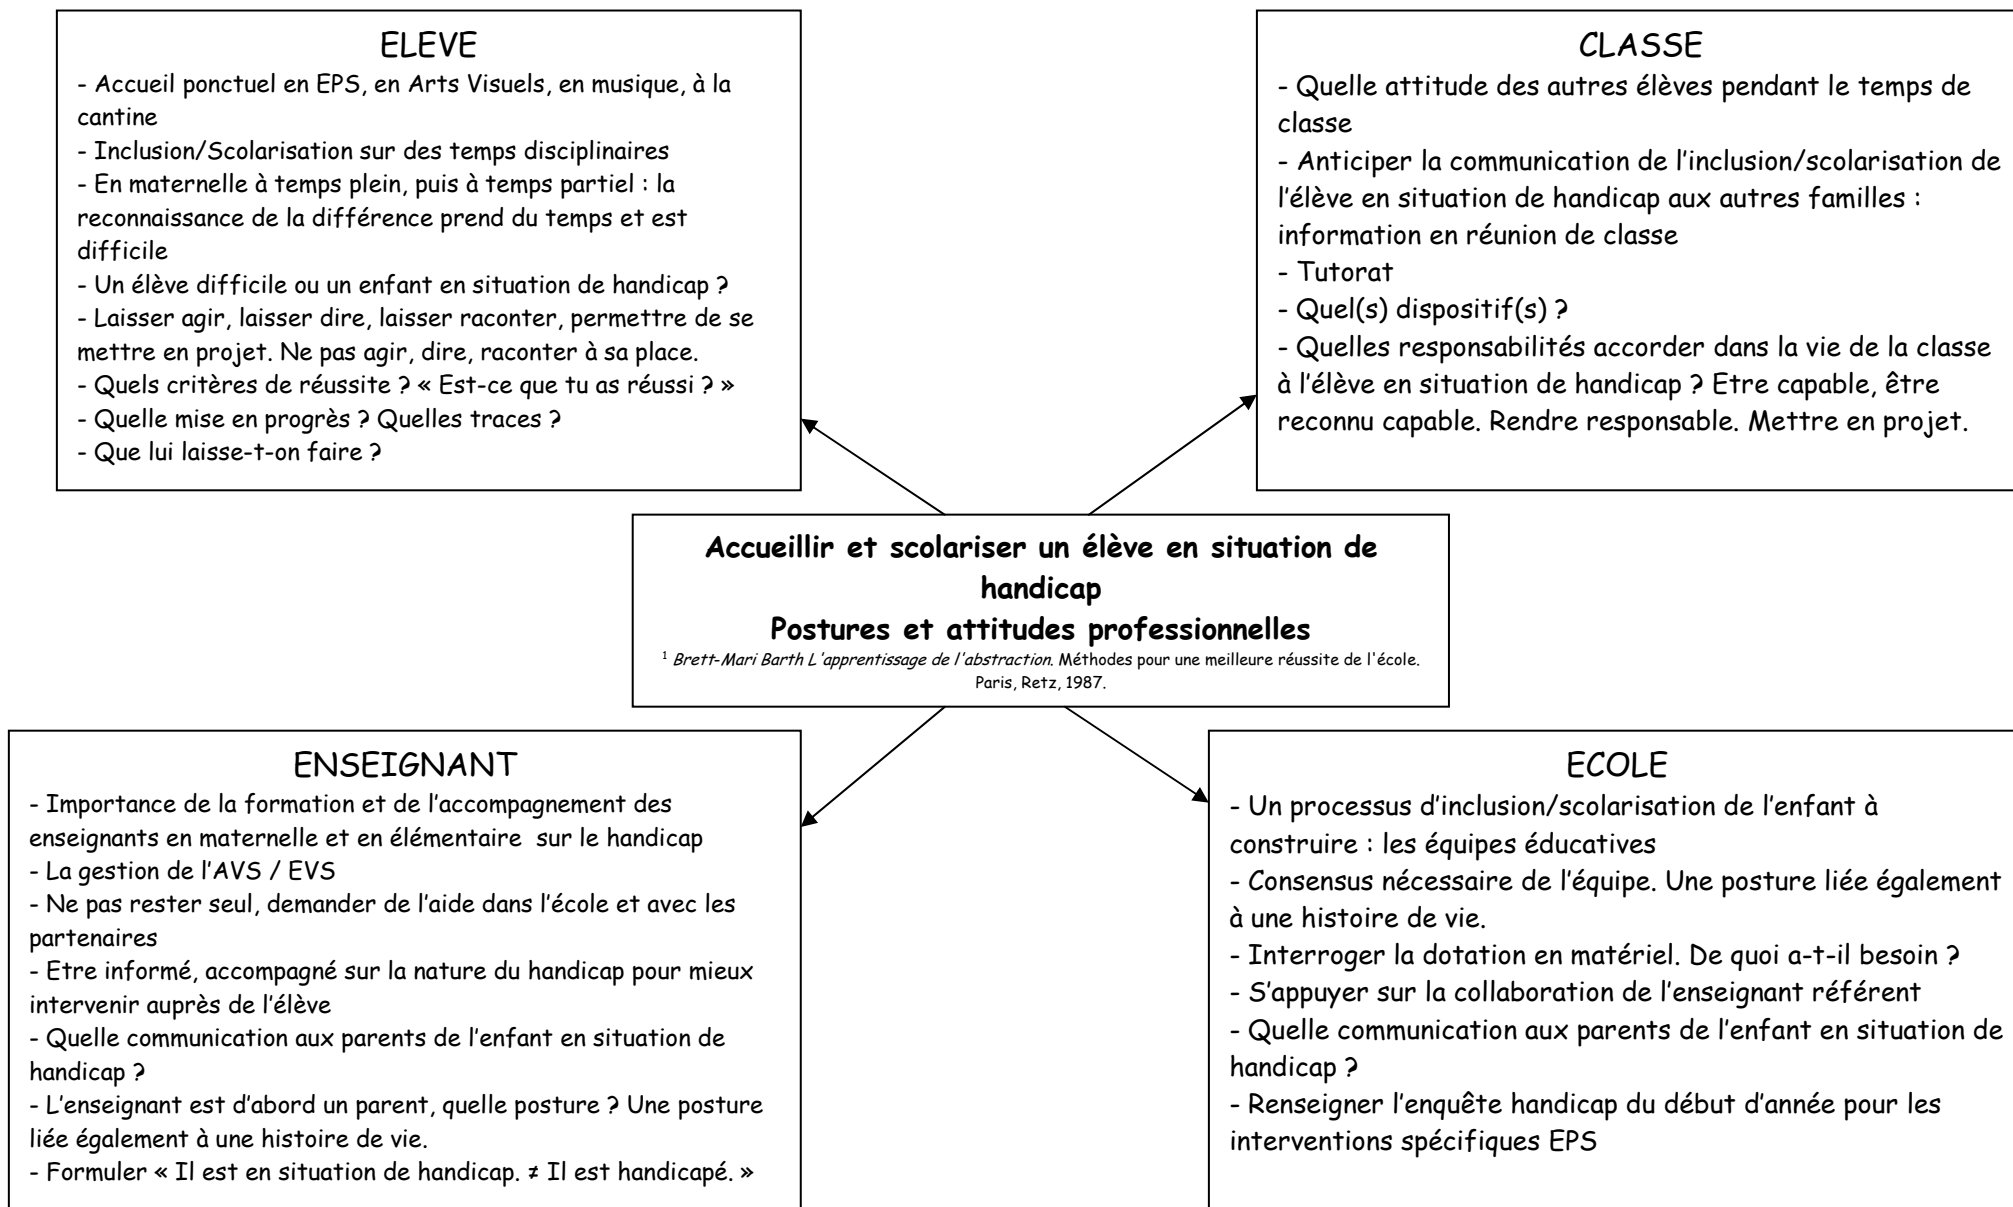 ELEVE
- Accueil ponctuel en EPS, en Arts Visuels, en musique, à la
cantine
- Inclusion/Scolarisation sur des temps disciplinaires
- En maternelle à temps plein, puis à temps partiel : la
reconnaissance de la différence prend du temps et est
difficile
- Un élève difficile ou un enfant en situation de handicap ?
- Laisser agir, laisser dire, laisser raconter, permettre de se
mettre en projet. Ne pas agir, dire, raconter à sa place.
- Quels critères de réussite ? « Est-ce que tu as réussi ? »
- Quelle mise en progrès ? Quelles traces ?
- Que lui laisse-t-on faire ?
CLASSE
- Quelle attitude des autres élèves pendant le temps de
classe
- Anticiper la communication de l'inclusion/scolarisation de
l'élève en situation de handicap aux autres familles :
information en réunion de classe
- Tutorat
- Quel(s) dispositif(s) ?
- Quelles responsabilités accorder dans la vie de la classe
à l'élève en situation de handicap ? Etre capable, être
reconnu capable. Rendre responsable. Mettre en projet.
Accueillir et scolariser un élève en situation de
handicap
Postures et attitudes professionnelles
¹ Brett-Mari Barth L'apprentissage de l'abstraction. Méthodes pour une meilleure réussite de l'école.
Paris, Retz, 1987.
ENSEIGNANT
- Importance de la formation et de l'accompagnement des
enseignants en maternelle et en élémentaire sur le handicap
- La gestion de l'AVS / EVS
- Ne pas rester seul, demander de l'aide dans l'école et avec les
partenaires
- Etre informé, accompagné sur la nature du handicap pour mieux
intervenir auprès de l'élève
- Quelle communication aux parents de l'enfant en situation de
handicap ?
- L'enseignant est d'abord un parent, quelle posture ? Une posture
liée également à une histoire de vie.
- Formuler « Il est en situation de handicap. ≠ Il est handicapé. »
ECOLE
- Un processus d'inclusion/scolarisation de l'enfant à
construire : les équipes éducatives
- Consensus nécessaire de l'équipe. Une posture liée également
à une histoire de vie.
- Interroger la dotation en matériel. De quoi a-t-il besoin ?
- S'appuyer sur la collaboration de l'enseignant référent
- Quelle communication aux parents de l'enfant en situation de
handicap ?
- Renseigner l'enquête handicap du début d'année pour les
interventions spécifiques EPS